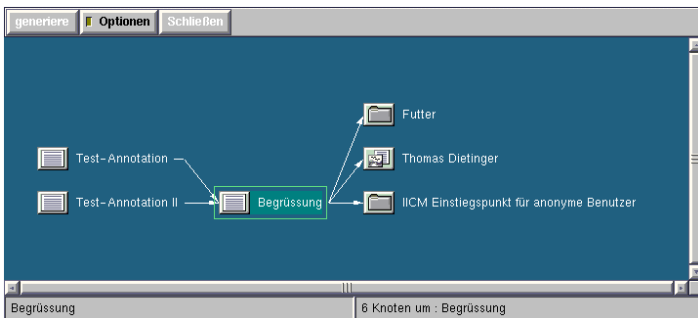 generiere Optionen Schließen
Futter
Test-Annotation
Thomas Dietinger
Test-Annotation II
Begrüssung
IICM Einstiegspunkt für anonyme Benutzer
Begrüssung
6 Knoten um : Begrüssung